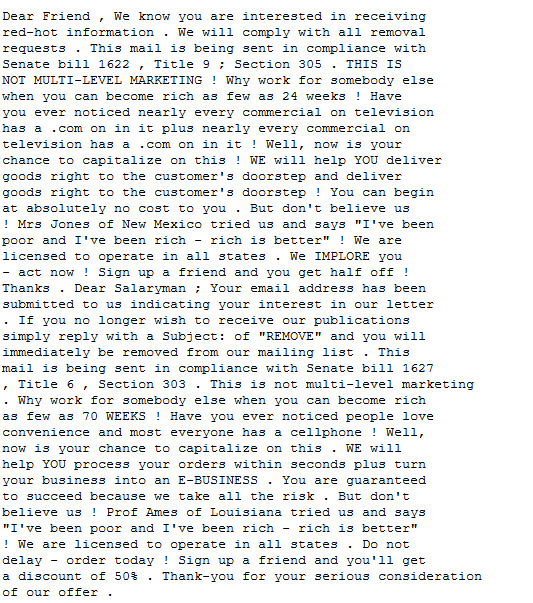 Dear Friend , We know you are interested in receiving
red-hot information . We will comply with all removal
requests . This mail is being sent in compliance with
Senate bill 1622 , Title 9 ; Section 305 . THIS IS
NOT MULTI-LEVEL MARKETING ! Why work for somebody else
when you can become rich as few as 24 weeks ! Have
you ever noticed nearly every commercial on television
has a .com on in it plus nearly every commercial on
television has a .com on in it ! Well, now is your
chance to capitalize on this ! WE will help YOU deliver
goods right to the customer's doorstep and deliver
goods right to the customer's doorstep ! You can begin
at absolutely no cost to you . But don't believe us
! Mrs Jones of New Mexico tried us and says "I've been
poor and I've been rich - rich is better" ! We are
licensed to operate in all states . We IMPLORE you
- act now ! Sign up a friend and you get half off !
Thanks . Dear Salaryman ; Your email address has been
submitted to us indicating your interest in our letter
. If you no longer wish to receive our publications
simply reply with a Subject: of "REMOVE" and you will
immediately be removed from our mailing list . This
mail is being sent in compliance with Senate bill 1627
, Title 6 , Section 303 . This is not multi-level marketing
. Why work for somebody else when you can become rich
as few as 70 WEEKS ! Have you ever noticed people love
convenience and most everyone has a cellphone ! Well,
now is your chance to capitalize on this . WE will
help YOU process your orders within seconds plus turn
your business into an E-BUSINESS . You are guaranteed
to succeed because we take all the risk . But don't
believe us ! Prof Ames of Louisiana tried us and says
"I've been poor and I've been rich - rich is better"
! We are licensed to operate in all states . Do not
delay - order today ! Sign up a friend and you'll get
a discount of 50% . Thank-you for your serious consideration
of our offer .